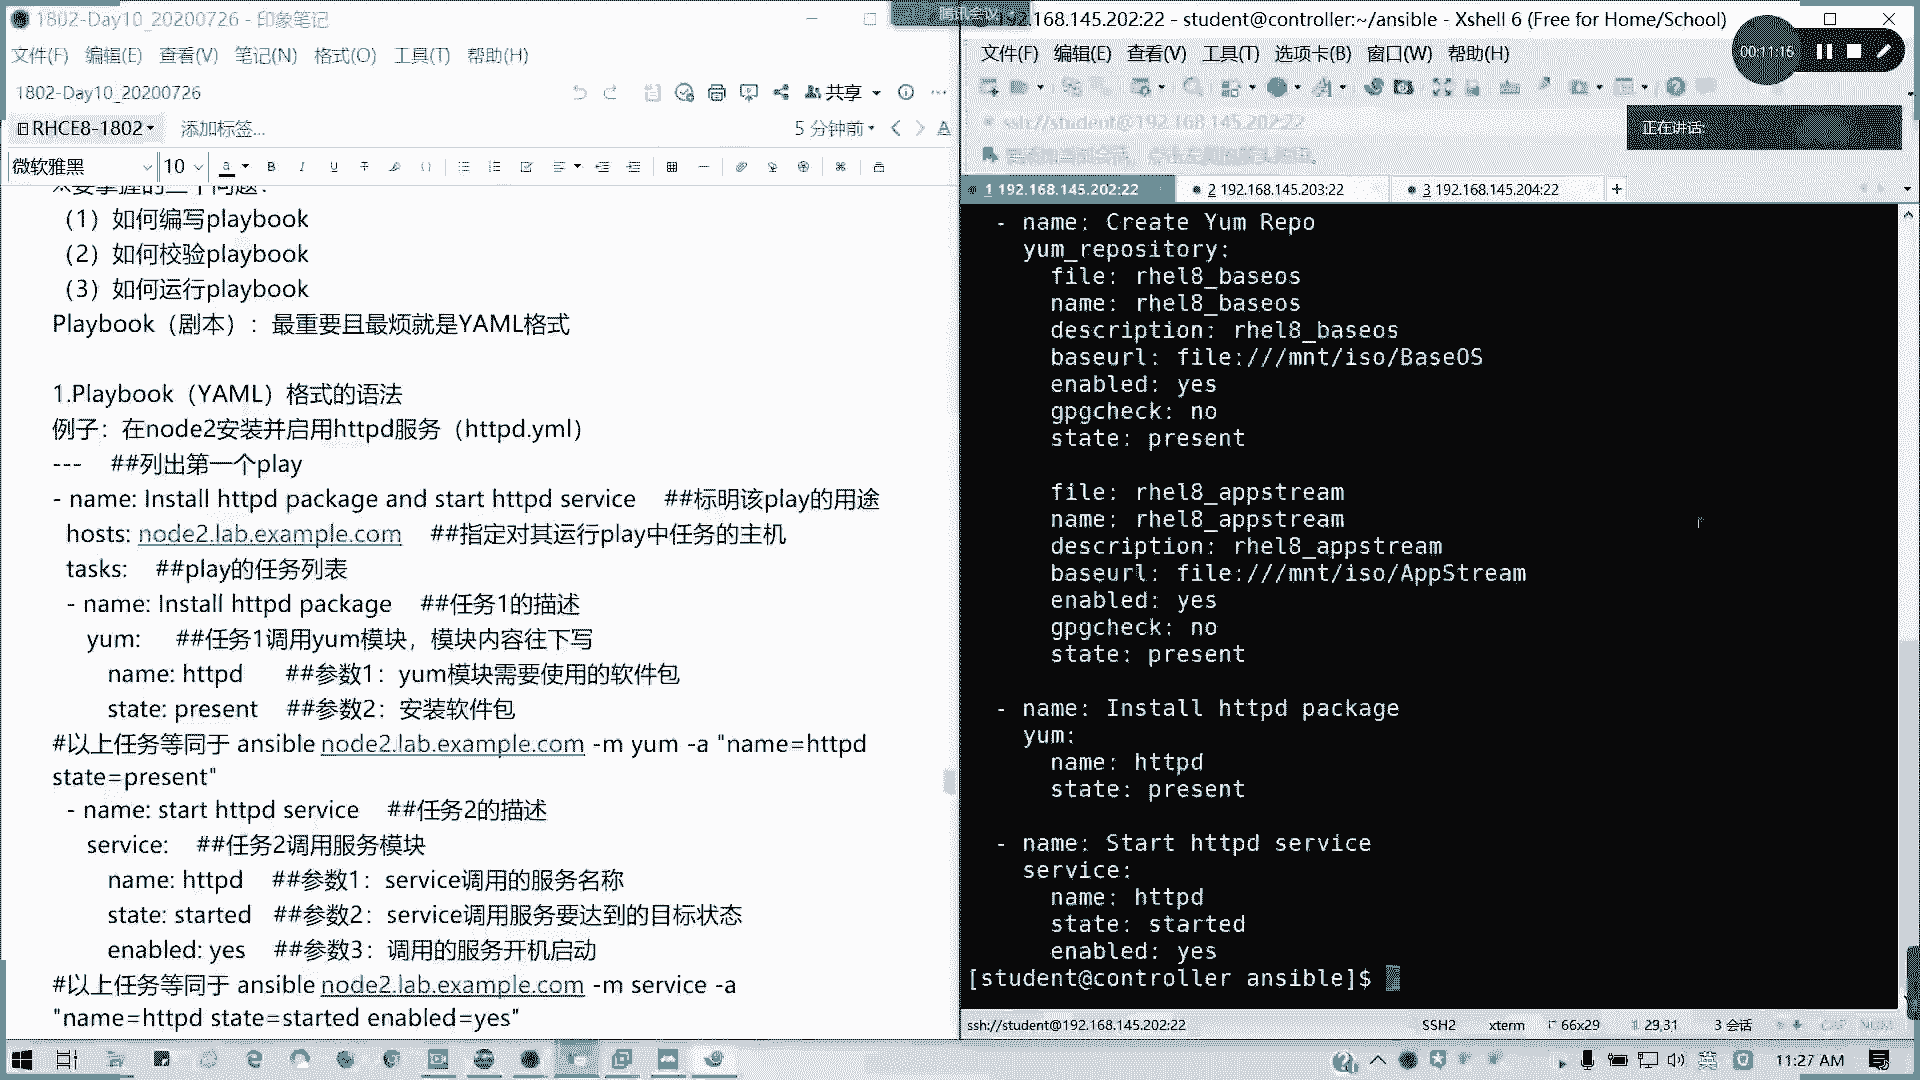 1802-Day10_20200726 - 印象笔记
文件(F) 编辑(E) 查看(V) 笔记(N) 格式(O) 工具(T) 帮助(H)
1802-Day10_20200726
共享
RHCE8-1802
添加标签...
5 分钟前
微软雅黑
10
(1）如何编写playbook
(2）如何校验playbook
(3）如何运行playbook
Playbook（剧本）：最重要且最烦就是YAML格式
1.Playbook（YAML）格式的语法
例子：在node2安装并启用httpd服务（httpd.yml）
--- ##列出第一个play
- name: Install httpd package and start httpd service ##标明该play的用途
hosts: node2.lab.example.com ##指定对其运行play中任务的主机
tasks: ##play的任务列表
- name: Install httpd package ##任务1的描述
yum: ##任务1调用yum模块，模块内容往下写
name: httpd ##参数1：yum模块需要使用的软件包
state: present ##参数2：安装软件包
#以上任务等同于 ansible node2.lab.example.com -m yum -a "name=httpd
state=present"
- name: start httpd service ##任务2的描述
service: ##任务2调用服务模块
name: httpd ##参数1：service调用的服务名称
state: started ##参数2：service调用服务要达到的目标状态
enabled: yes ##参数3：调用的服务开机启动
#以上任务等同于 ansible node2.lab.example.com -m service -a
"name=httpd state=started enabled=yes"
腾讯会议
.168.145.202:22 - student@controller:~/ansible - Xshell 6 (Free for Home/School)
文件(F) 编辑(E) 查看(V) 工具(T) 选项卡(B) 窗口(W) 帮助(H)
00:11:16
ssh://student@192.168.145.202:22
正在讲话:
1 192.168.145.202:22
2 192.168.145.203:22
3 192.168.145.204:22
- name: Create Yum Repo
yum_repository:
file: rhel8_baseos
name: rhel8_baseos
description: rhel8_baseos
baseurl: file:///mnt/iso/BaseOS
enabled: yes
gpgcheck: no
state: present
file: rhel8_appstream
name: rhel8_appstream
description: rhel8_appstream
baseurl: file:///mnt/iso/AppStream
enabled: yes
gpgcheck: no
state: present
- name: Install httpd package
yum:
name: httpd
state: present
- name: Start httpd service
service:
name: httpd
state: started
enabled: yes
[student@controller ansible]$
ssh://student@192.168.145.202:22
SSH2
xterm
66x29
29,31
3 会话
CAP NUM
英
11:27 AM